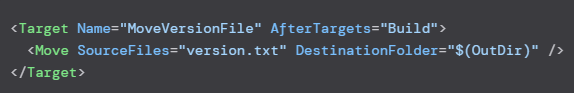 <Target Name="MoveVersionFile" AfterTargets="Build">
  <Move SourceFiles="version.txt" DestinationFolder="$(OutDir)" />
</Target>